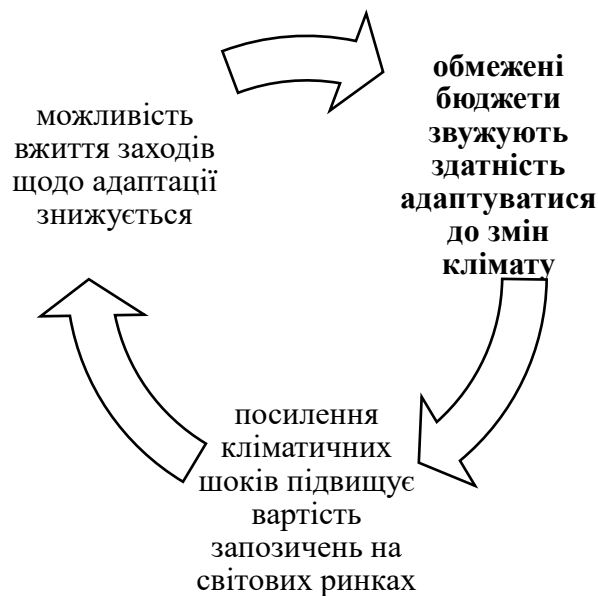 можливість
вжиття заходів
щодо адаптації
знижується
обмежені
бюджети
звужують
здатність
адаптуватися
до змін
клімату
посилення
кліматичних
шоків підвищує
вартість
запозичень на
світових ринках